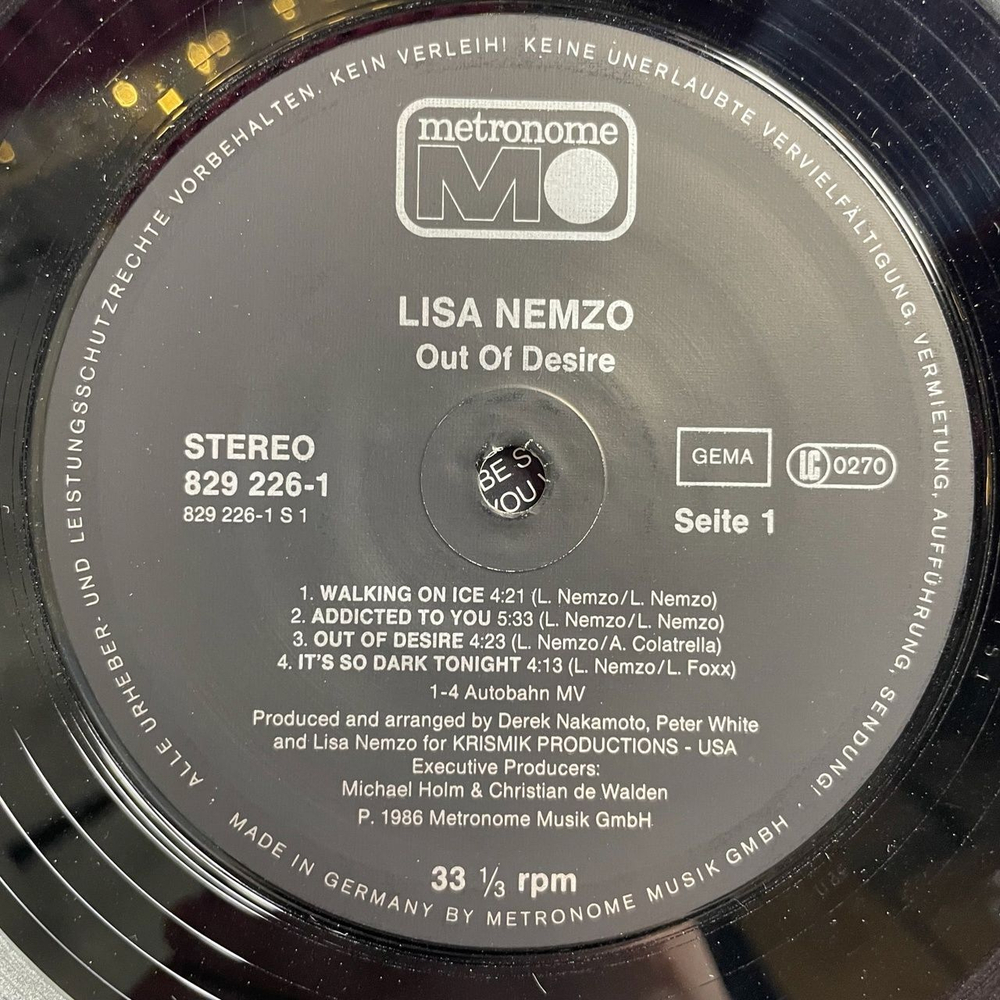 ALLE URHEBER- UND LEISTUNGSSCHUTZRECHTE VORBEHALTEN. KEIN VERLEIH! KEINE UNERLAUBTE VERVIELFÄLTIGUNG, VERMIETUNG, AUFFÜHRUNG, SENDUNG!
metronome
MO
LISA NEMZO
Out Of Desire
STEREO
829 226-1
829 226-1 S 1
BE S
YOU
GEMA
LC 0270
Seite 1
1. WALKING ON ICE 4:21 (L. Nemzo/L. Nemzo)
2. ADDICTED TO YOU 5:33 (L. Nemzo/L. Nemzo)
3. OUT OF DESIRE 4:23 (L. Nemzo/A. Colatrella)
4. IT'S SO DARK TONIGHT 4:13 (L. Nemzo/L. Foxx)
1-4 Autobahn MV
Produced and arranged by Derek Nakamoto, Peter White
and Lisa Nemzo for KRISMIK PRODUCTIONS - USA
Executive Producers:
Michael Holm & Christian de Walden
P. 1986 Metronome Musik GmbH
33 1/3 rpm
MADE IN GERMANY BY METRONOME MUSIK GMBH